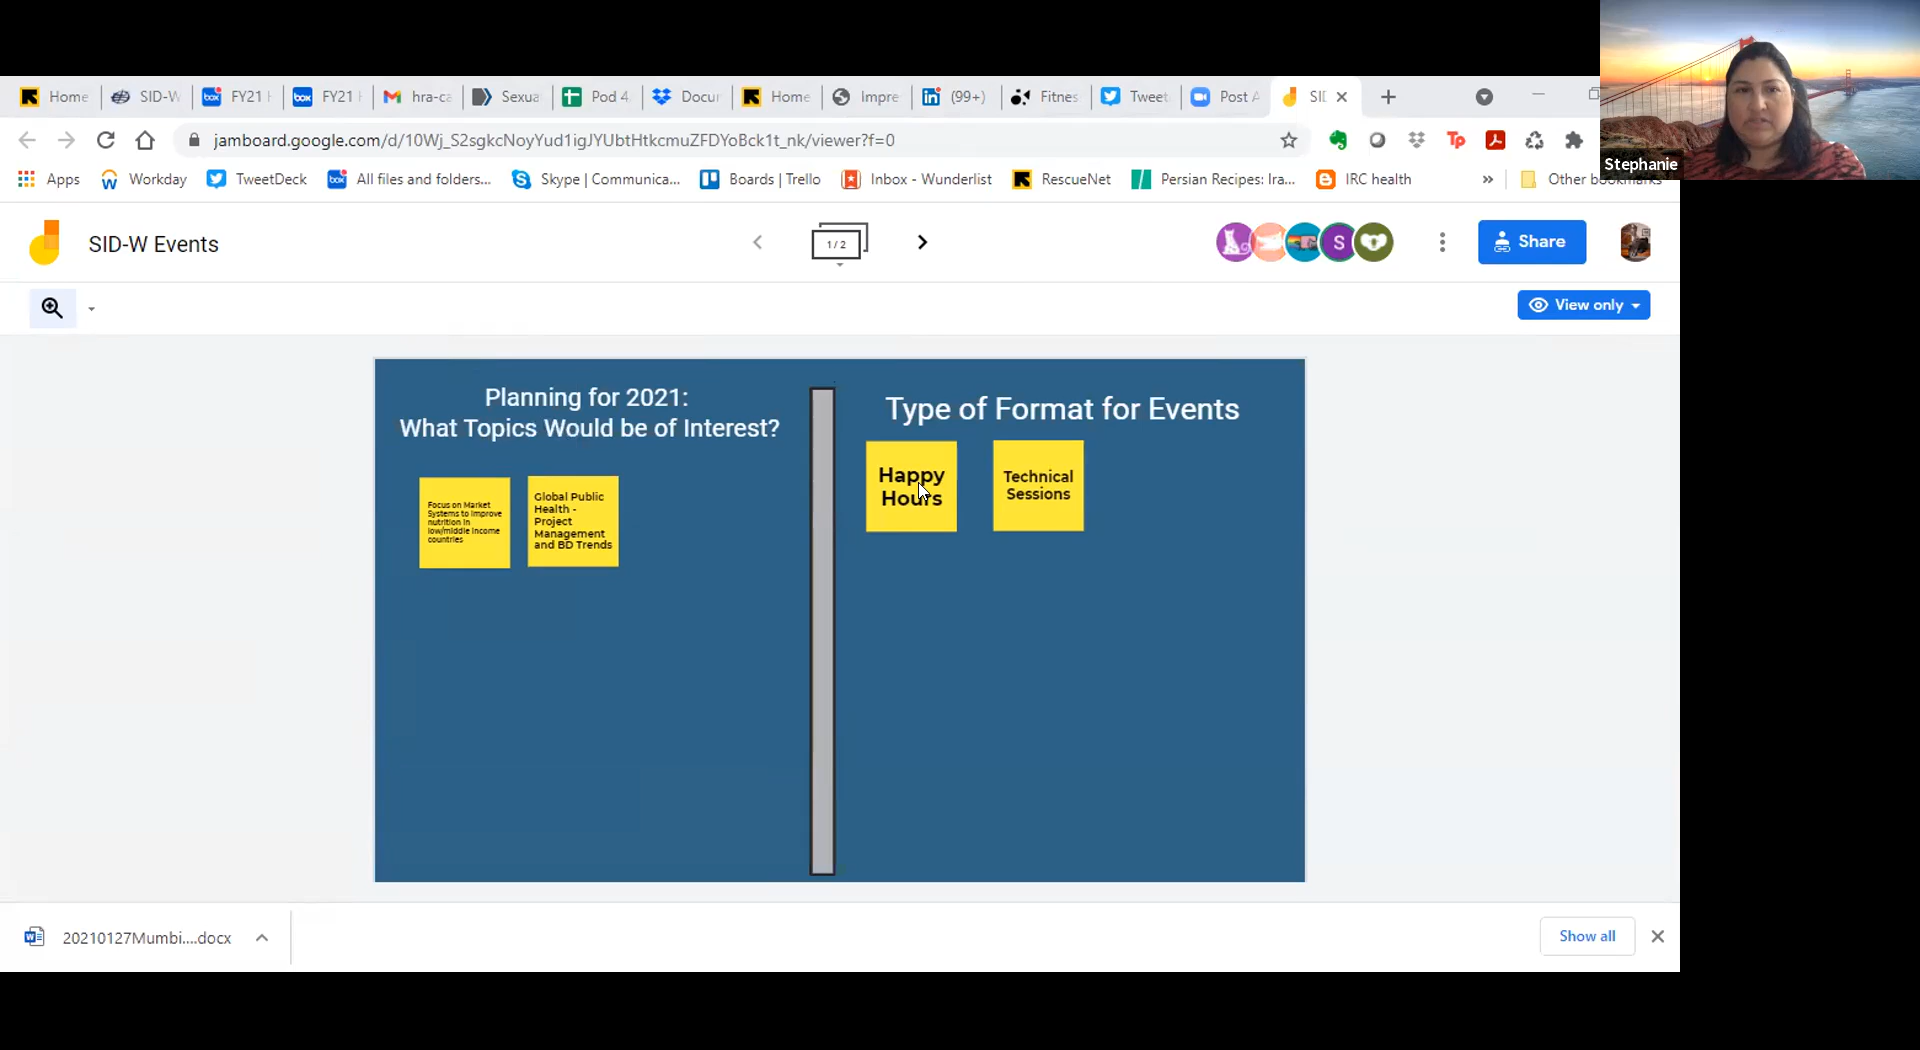 Stephanie
Home
SID-W
FY21
FY21
hra-ca
Sexua
Pod 4
Docu
Home
Impre
(99+)
Fitnes
Tweet
Post A
SID
jamboard.google.com/d/10Wj_S2sgkcNoyYud1igJYUbtHtkcmuZFDYoBck1t_nk/viewer?f=0
Tp
Apps
Workday
TweetDeck
box
All files and folders...
Skype | Communica...
Boards | Trello
Inbox - Wunderlist
RescueNet
Persian Recipes: Ira...
IRC health
»
Other bookmarks
SID-W Events
1 / 2
S
Share
View only
Planning for 2021:
What Topics Would be of Interest?
Focus on Market
Systems to improve
nutrition in
low/middle income
countries
Global Public
Health -
Project
Management
and BD Trends
Type of Format for Events
Happy
Hours
Technical
Sessions
20210127Mumbi....docx
Show all